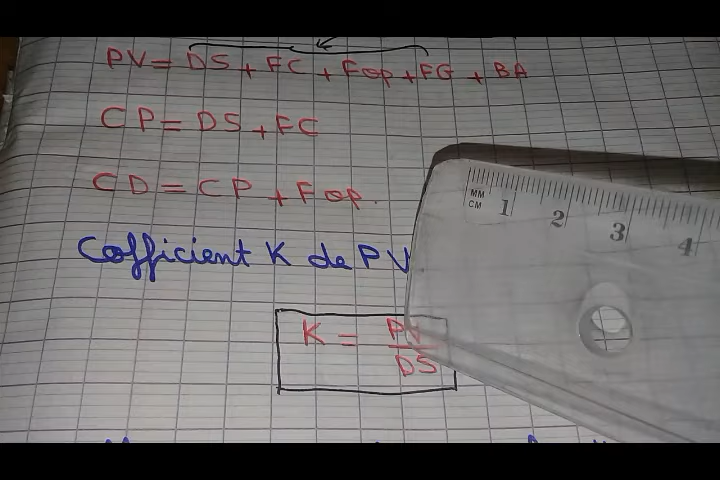 PV = DS + FC + Fop + FG + BA
CP = DS + FC
CD = CP + Fop.
Cofficient K de PV
K = PV
DS
MM
CM
1 2 3 4